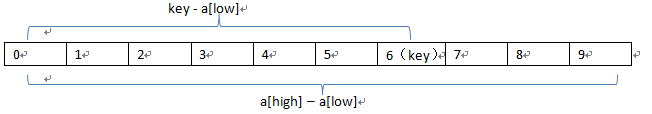 key - a[low]
0 1 2 3 4 5 6（key） 7 8 9
a[high] – a[low]